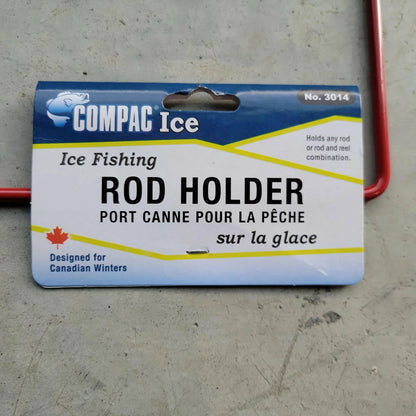 COMPAC® Ice
No. 3014
Holds any rod
or rod and reel
combination.
Ice Fishing
ROD HOLDER
PORT CANNE POUR LA PÊCHE
sur la glace
Designed for
Canadian Winters